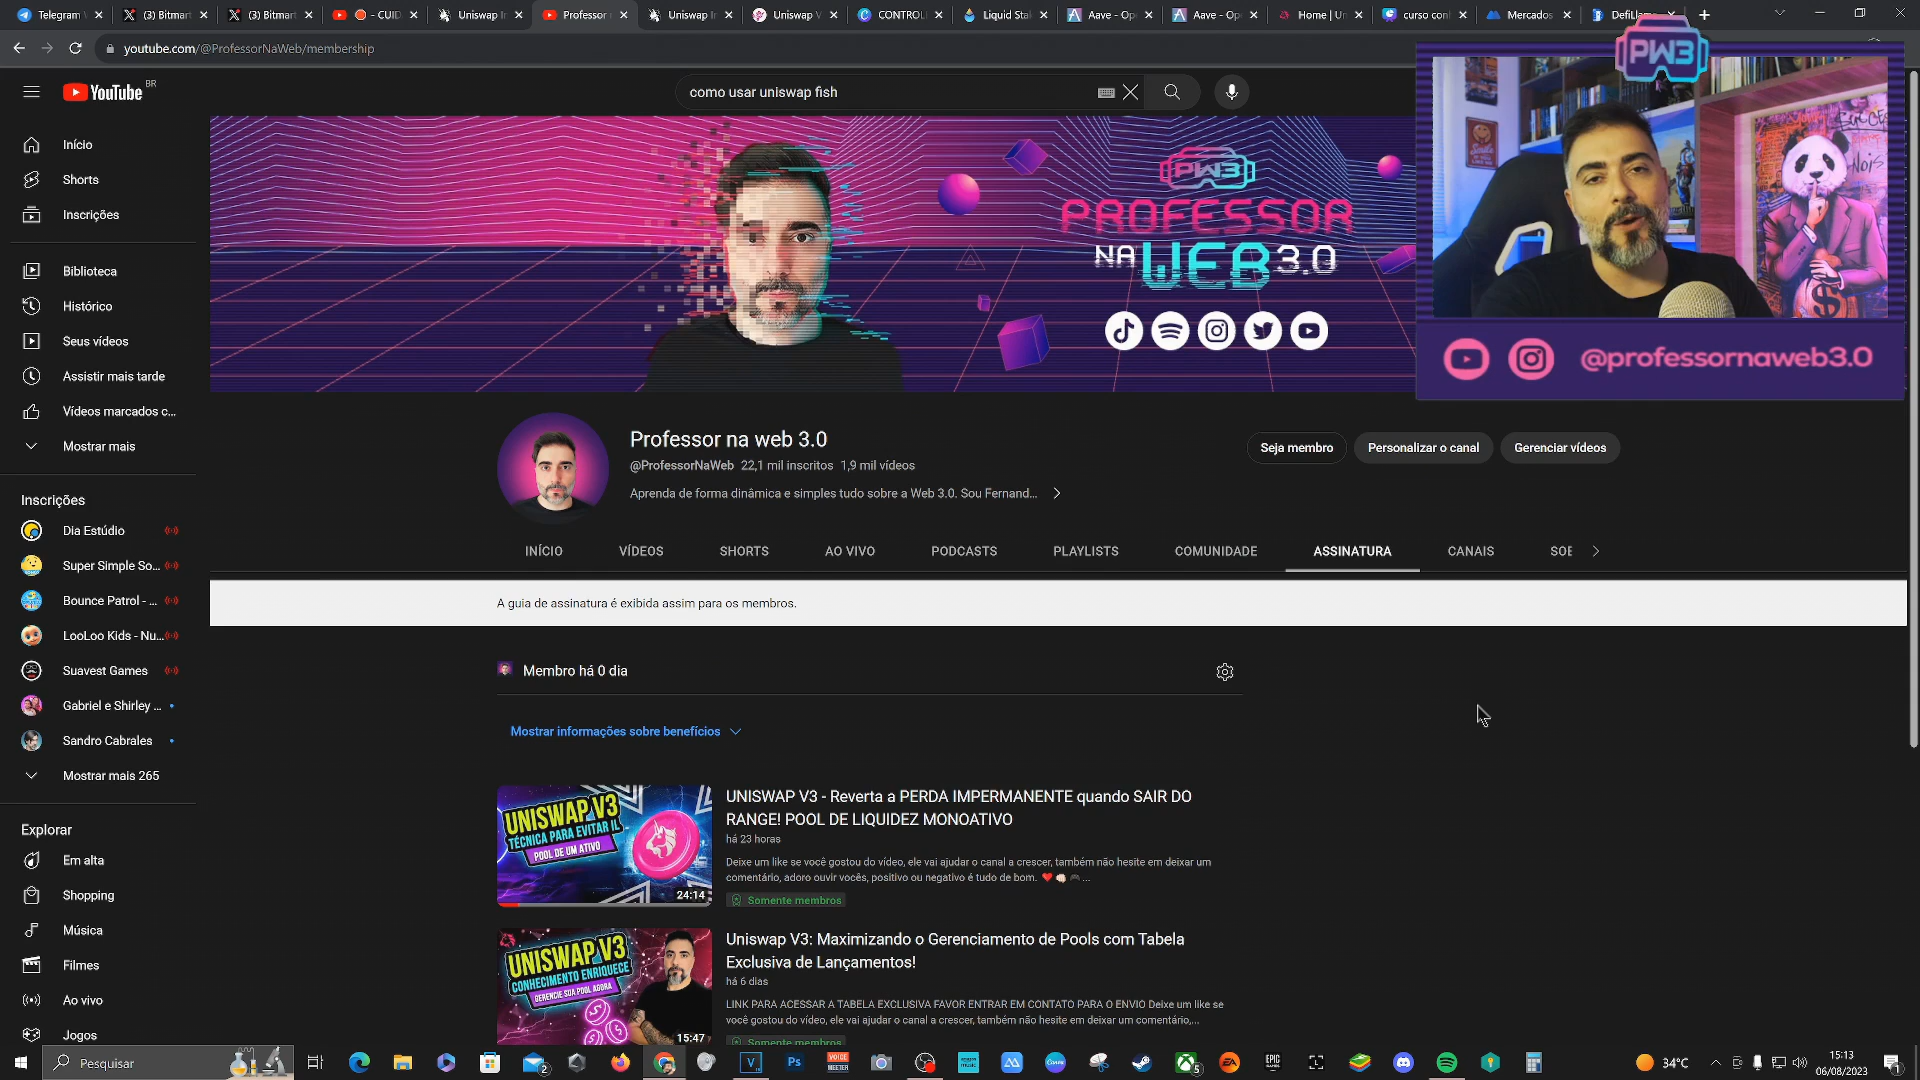 Telegram
(3) Bitmart
(3) Bitmart
- CUID
Uniswap In
Professor
Uniswap In
Uniswap V
CONTROL
Liquid Sta
Aave - Ope
Aave - Ope
Home | Un
curso con
Mercados
DefiLlama
youtube.com/@ProfessorNaWeb/membership
YouTube BR
como usar uniswap fish
PW3
@professornaweb3.0
PW3
PROFESSOR
NA WEB 3.0
Início
Shorts
Inscrições
Biblioteca
Histórico
Seus vídeos
Assistir mais tarde
Vídeos marcados c...
Mostrar mais
Inscrições
Dia Estúdio
Super Simple So...
Bounce Patrol - ...
LooLoo Kids - Nu...
Suavest Games
Gabriel e Shirley ...
Sandro Cabrales
Mostrar mais 265
Explorar
Em alta
Shopping
Música
Filmes
Ao vivo
Jogos
Professor na web 3.0
@ProfessorNaWeb 22,1 mil inscritos 1,9 mil vídeos
Aprenda de forma dinâmica e simples tudo sobre a Web 3.0. Sou Fernand...
Seja membro
Personalizar o canal
Gerenciar vídeos
INÍCIO VÍDEOS SHORTS AO VIVO PODCASTS PLAYLISTS COMUNIDADE ASSINATURA CANAIS SOE
A guia de assinatura é exibida assim para os membros.
Membro há 0 dia
Mostrar informações sobre benefícios
UNISWAP V3
TÉCNICA PARA EVITAR IL
POOL DE UM ATIVO
24:14
UNISWAP V3 - Reverta a PERDA IMPERMANENTE quando SAIR DO
RANGE! POOL DE LIQUIDEZ MONOATIVO
há 23 horas
Deixe um like se você gostou do vídeo, ele vai ajudar o canal a crescer, também não hesite em deixar um
comentário, adoro ouvir vocês, positivo ou negativo é tudo de bom. ❤️ 👊🏻 🎮 ...
Somente membros
UNISWAP V3
CONHECIMENTO ENRIQUECE
GERENCIE SUA POOL AGORA
15:47
Uniswap V3: Maximizando o Gerenciamento de Pools com Tabela
Exclusiva de Lançamentos!
há 6 dias
LINK PARA ACESSAR A TABELA EXCLUSIVA FAVOR ENTRAR EM CONTATO PARA O ENVIO Deixe um like se
você gostou do vídeo, ele vai ajudar o canal a crescer, também não hesite em deixar um comentário,...
Somente membros
Pesquisar
34°C
15:13
06/08/2023